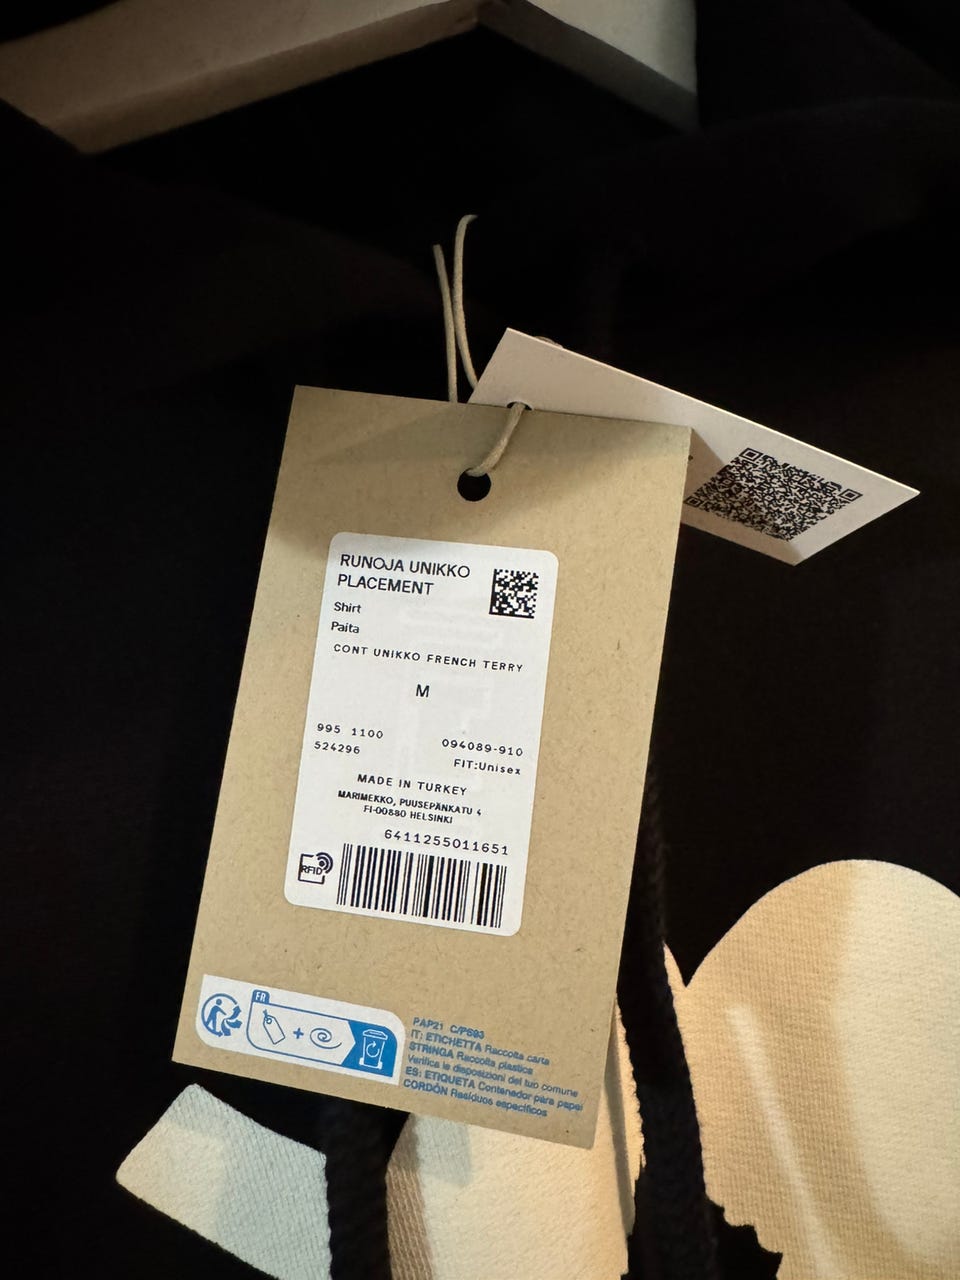 RUNOJA UNIKKO
PLACEMENT
Shirt
Paita
CONT UNIKKO FRENCH TERRY
M
995 1100
524296
094089-910
FIT:Unisex
MADE IN TURKEY
MARIMEKKO, PUUSEPÄNKATU 4
FI-00880 HELSINKI
6411255011651
RFID
FR
PAP21 C/PS93
IT: ETICHETTA Raccolta carta
STRINGA Raccolta plastica
Verifica le disposizioni del tuo comune
ES: ETIQUETA Contenedor para papel
CORDÓN Residuos específicos